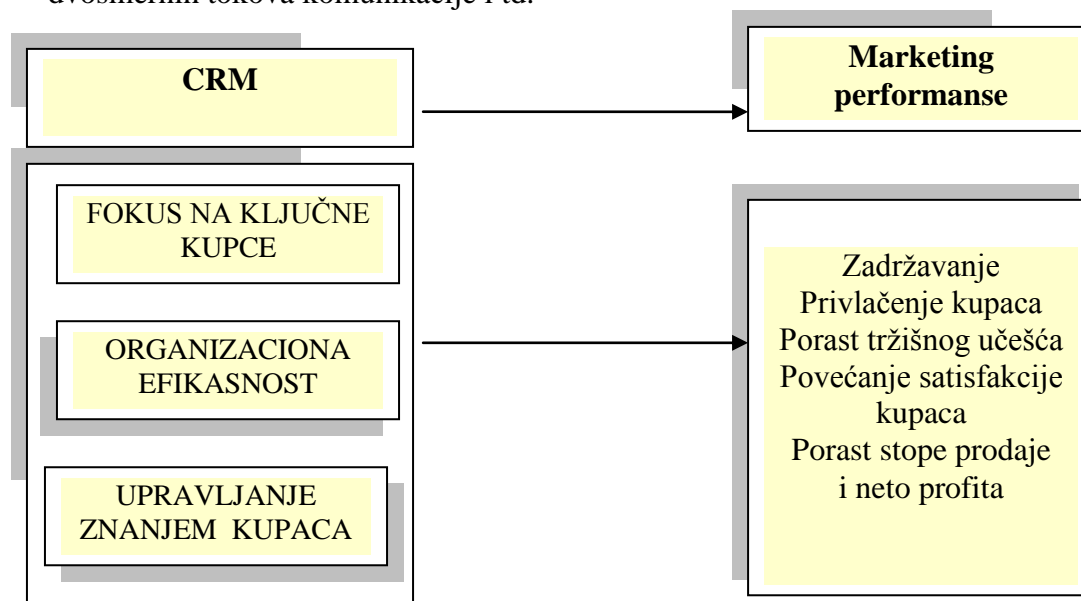 dvosmernih tokova komunikacije i td.
CRM
Marketing
performanse
FOKUS NA KLJUČNE
KUPCE
ORGANIZACIONA
EFIKASNOST
UPRAVLJANJE
ZNANJEM KUPACA
Zadržavanje
Privlačenje kupaca
Porast tržišnog učešća
Povećanje satisfakcije
kupaca
Porast stope prodaje
i neto profita